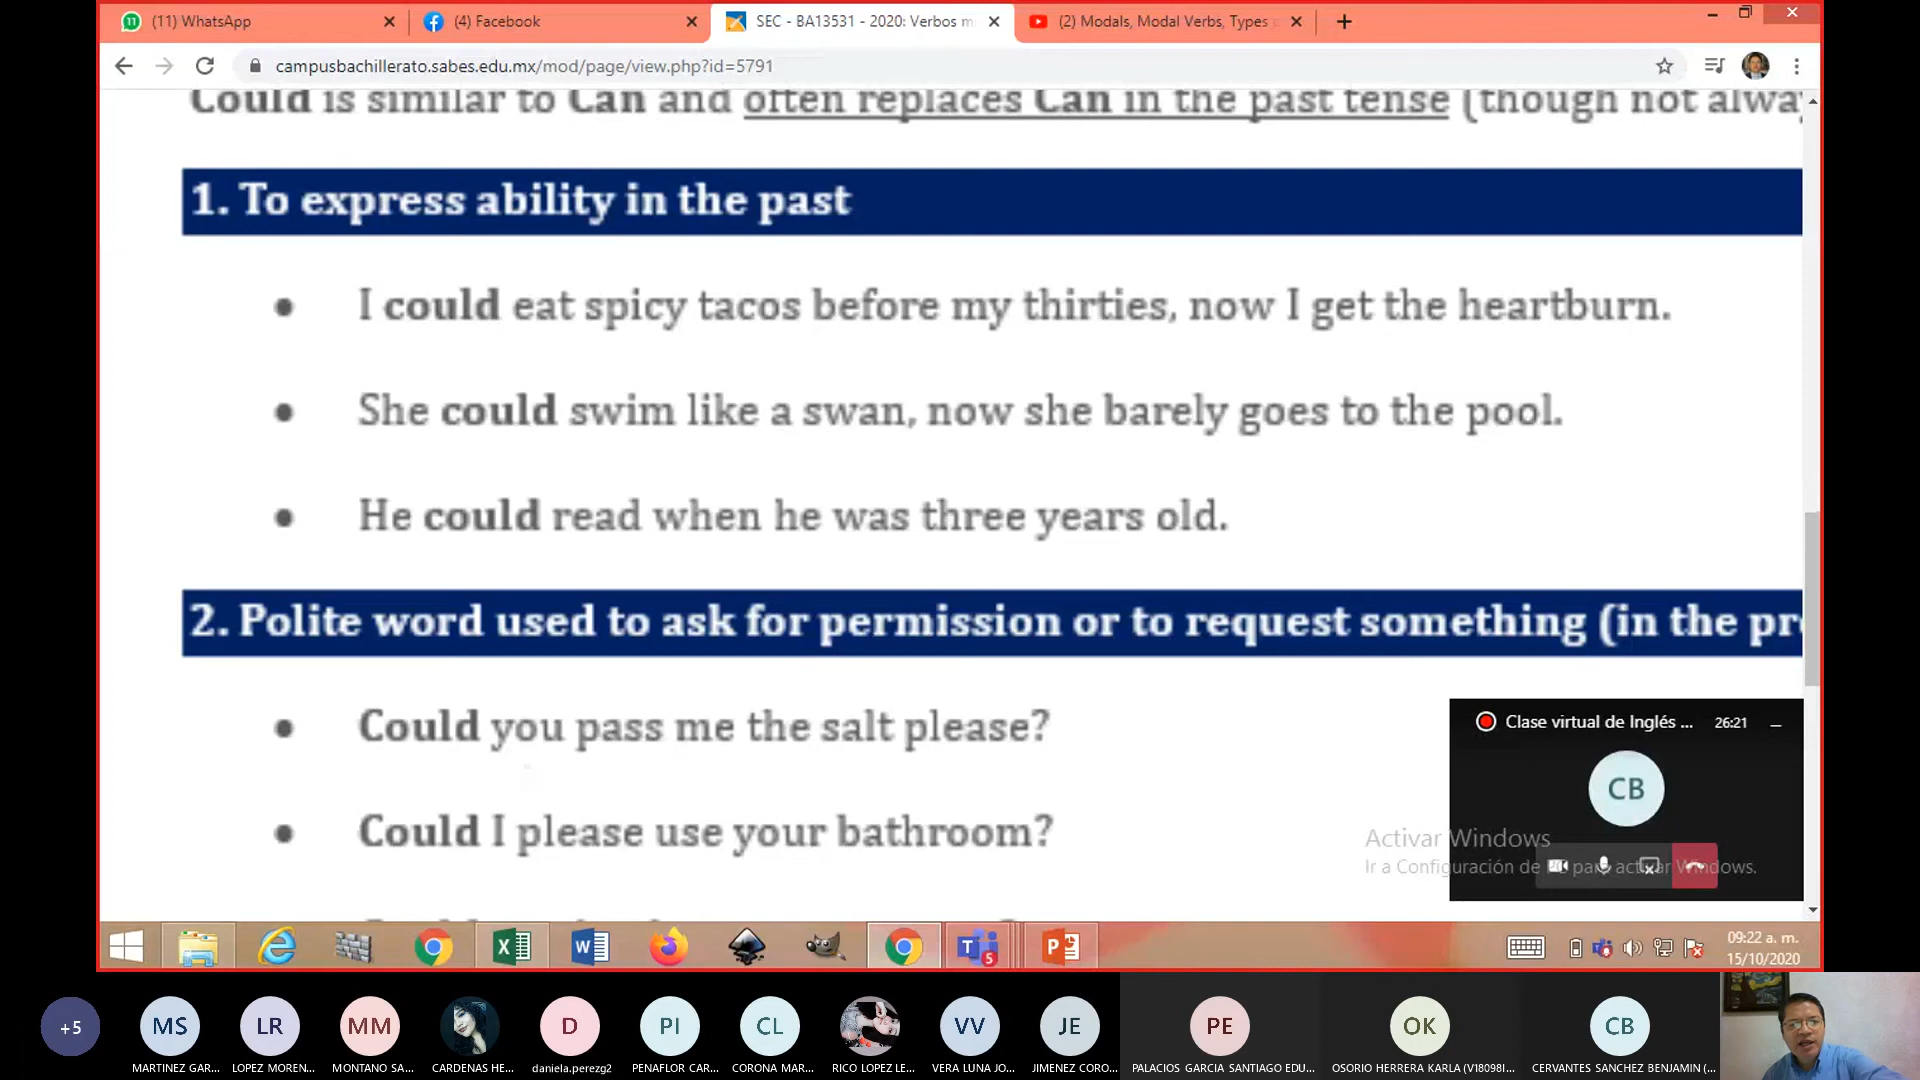 (11) WhatsApp
(4) Facebook
SEC - BA13531 - 2020: Verbos m
(2) Modals, Modal Verbs, Types
campusbachillerato.sabes.edu.mx/mod/page/view.php?id=5791
Could is similar to Can and often replaces Can in the past tense (though not alway
1. To express ability in the past
I could eat spicy tacos before my thirties, now I get the heartburn.
She could swim like a swan, now she barely goes to the pool.
He could read when he was three years old.
2. Polite word used to ask for permission or to request something (in the pr
Could you pass me the salt please?
Could I please use your bathroom?
Clase virtual de Inglés ... 26:21
CB
Activar Windows
Ir a Configuración de PC para activar Windows.
5
09:22 a. m.
15/10/2020
+5
MS
LR
MM
D
PI
CL
VV
JE
PE
OK
CB
MARTINEZ GAR...
LOPEZ MOREN...
MONTANO SA...
CARDENAS HE...
daniela.perezg2
PENAFLOR CAR...
CORONA MAR...
RICO LOPEZ LE...
VERA LUNA JO...
JIMENEZ CORO...
PALACIOS GARCIA SANTIAGO EDU...
OSORIO HERRERA KARLA (V18098I...
CERVANTES SANCHEZ BENJAMIN (...